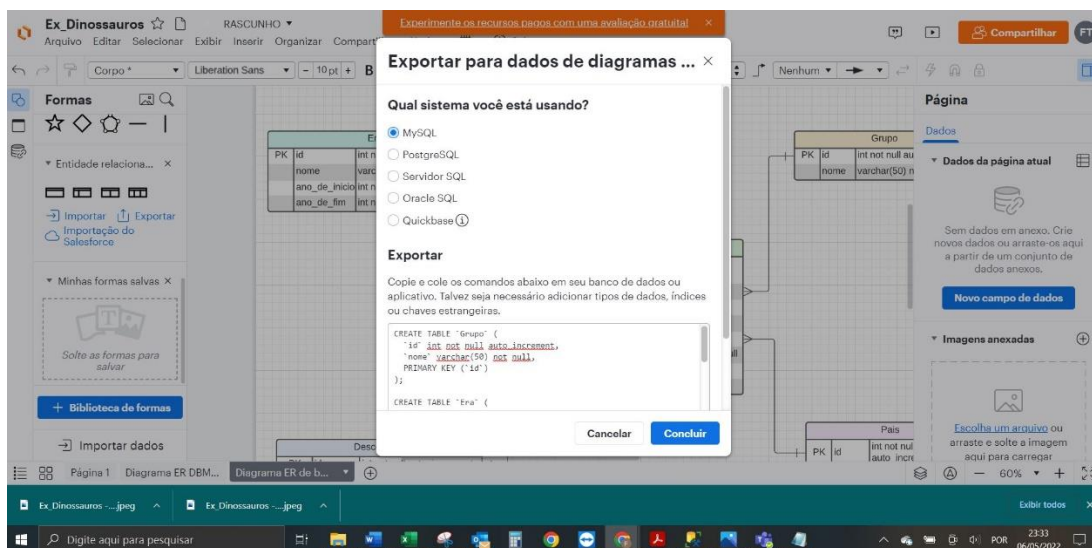 Ex_Dinossauros
RASCUNHO
Experimente os recursos pagos com uma avaliação gratuita!
Compartilhar
FT
Arquivo Editar Selecionar Exibir Inserir Organizar Compart
Corpo*
Liberation Sans
10 pt
B
Nenhum
Exportar para dados de diagramas ...
Qual sistema você está usando?
MySQL
PostgreSQL
Servidor SQL
Oracle SQL
Quickbase
Exportar
Copie e cole os comandos abaixo em seu banco de dados ou
aplicativo. Talvez seja necessário adicionar tipos de dados, índices
ou chaves estrangeiras.
CREATE TABLE `Grupo` (
`id` int not null auto_increment,
`nome` varchar(50) not null,
PRIMARY KEY (`id`)
);
CREATE TABLE `Era` (
Cancelar
Concluir
Formas
Entidade relaciona...
Importar
Exportar
Importação do
Salesforce
Minhas formas salvas
Solte as formas para
salvar
Biblioteca de formas
Importar dados
PK id int n
nome varc
ano_de_inicio int n
ano_de_fim int n
Desc
Grupo
PK id int not null au
nome varchar(50) n
Pais
PK id int not nul
auto_incre
Página
Dados
Dados da página atual
Sem dados em anexo. Crie
novos dados ou arraste-os aqui
a partir de um conjunto de
dados anexos.
Novo campo de dados
Imagens anexadas
Escolha um arquivo ou
arraste e solte a imagem
aqui para carregar
Página 1
Diagrama ER DBM...
Diagrama ER de b...
60%
Ex_Dinossauros -....jpeg
Ex_Dinossauros -....jpeg
Exibir todos
Digite aqui para pesquisar
POR
23:33
06/05/2022